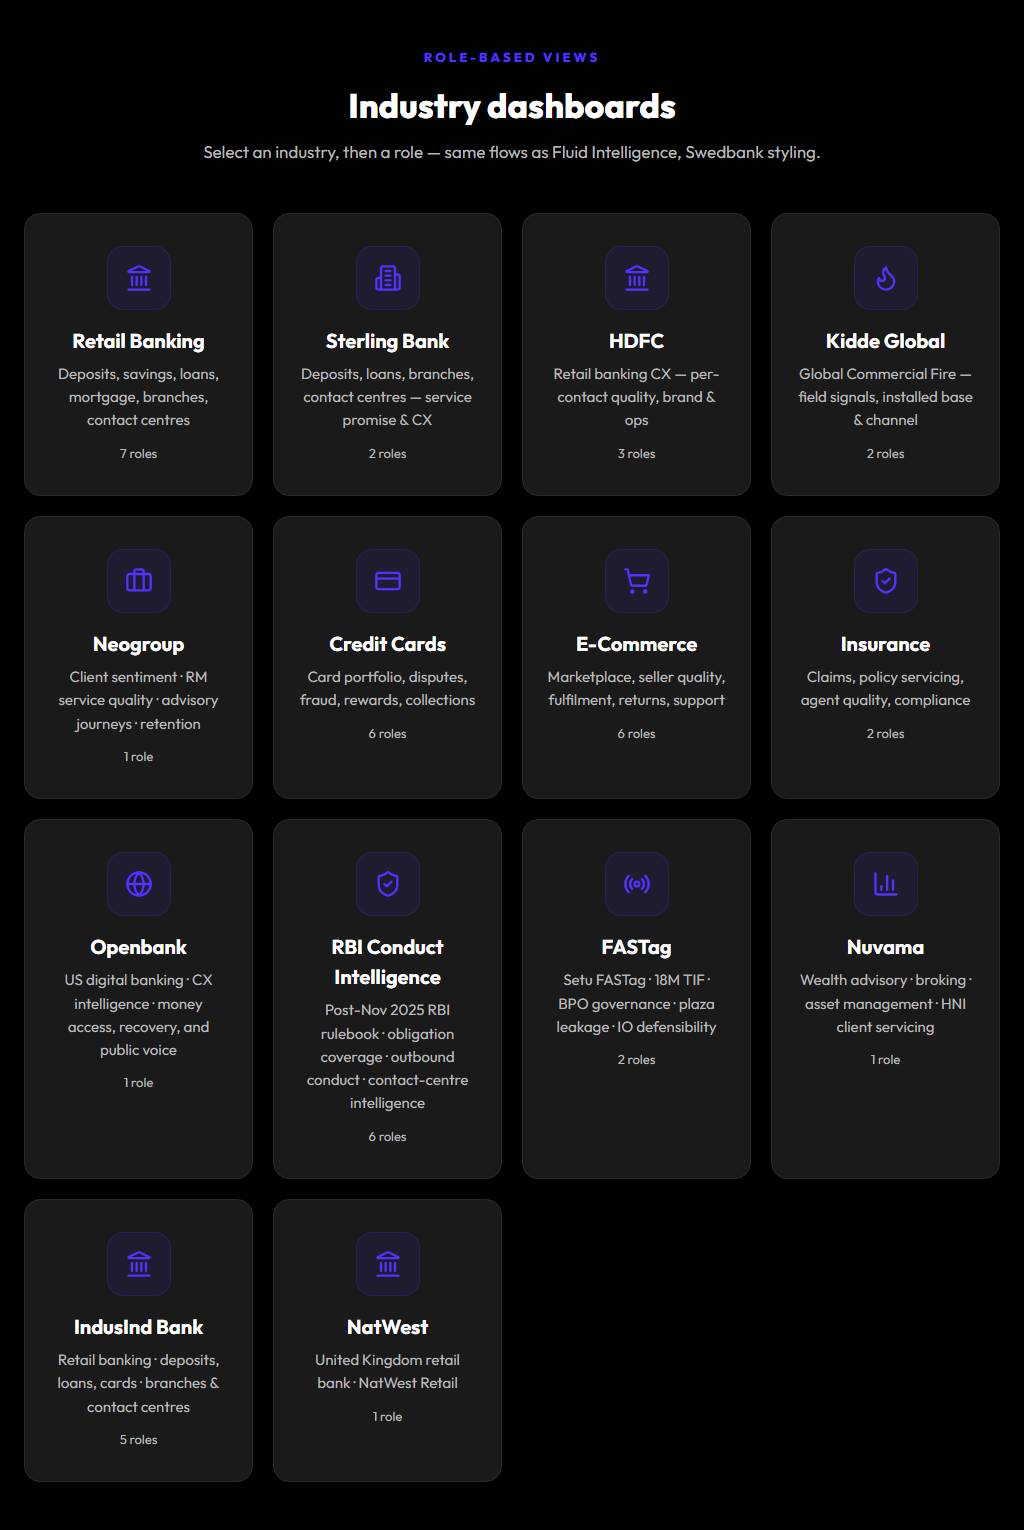 ROLE-BASED VIEWS
Industry dashboards
Select an industry, then a role — same flows as Fluid Intelligence, Swedbank styling.
Retail Banking
Deposits, savings, loans,
mortgage, branches,
contact centres
7 roles
Sterling Bank
Deposits, loans, branches,
contact centres — service
promise & CX
2 roles
HDFC
Retail banking CX — per-
contact quality, brand &
ops
3 roles
Kidde Global
Global Commercial Fire —
field signals, installed base
& channel
2 roles
Neogroup
Client sentiment · RM
service quality · advisory
journeys · retention
1 role
Credit Cards
Card portfolio, disputes,
fraud, rewards, collections
6 roles
E-Commerce
Marketplace, seller quality,
fulfilment, returns, support
6 roles
Insurance
Claims, policy servicing,
agent quality, compliance
2 roles
Openbank
US digital banking · CX
intelligence · money
access, recovery, and
public voice
1 role
RBI Conduct
Intelligence
Post-Nov 2025 RBI
rulebook · obligation
coverage · outbound
conduct · contact-centre
intelligence
6 roles
FASTag
Setu FASTag · 18M TIF ·
BPO governance · plaza
leakage · IO defensibility
2 roles
Nuvama
Wealth advisory · broking ·
asset management · HNI
client servicing
1 role
IndusInd Bank
Retail banking · deposits,
loans, cards · branches &
contact centres
5 roles
NatWest
United Kingdom retail
bank · NatWest Retail
1 role